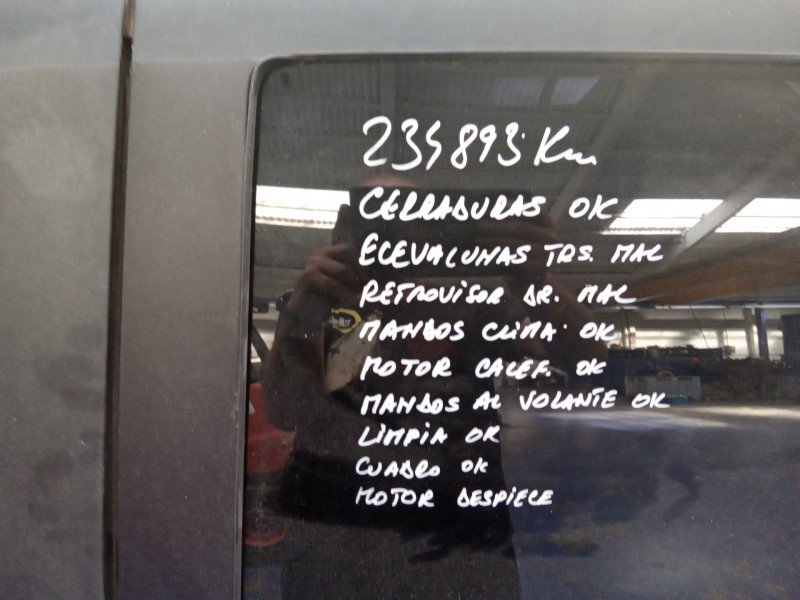 234893 Km
CERRADURAS OK
ELEVALUNAS TRS. MAL
RETROVISOR DR. MAL
MANDOS CLIMA OK
MOTOR CALEF. OK
MANDOS AL VOLANTE OK
LIMPIA OK
CUADRO OK
MOTOR DESPIECE